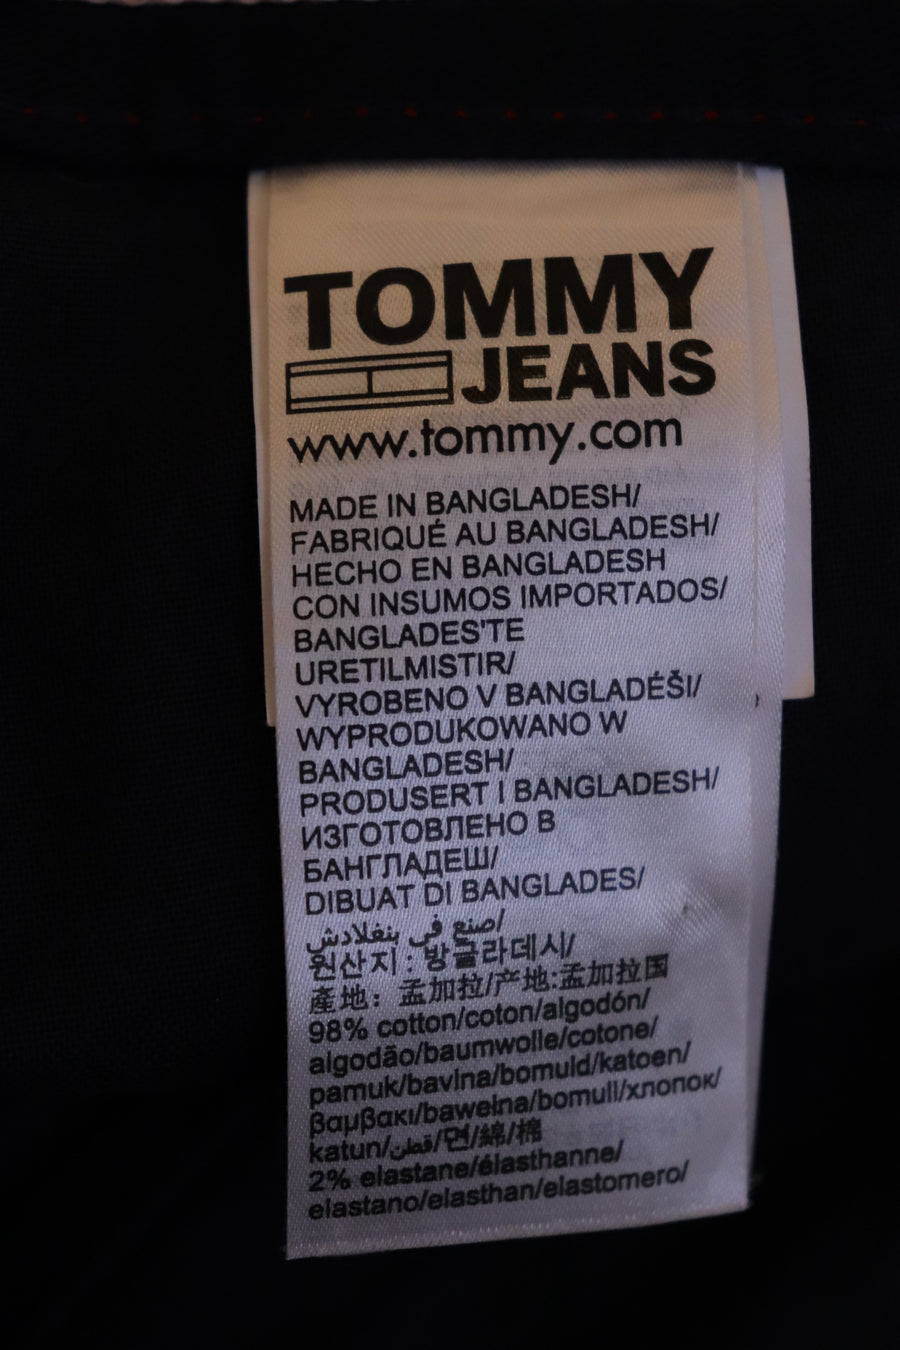 TOMMY
JEANS
www.tommy.com
MADE IN BANGLADESH/
FABRIQUÉ AU BANGLADESH/
HECHO EN BANGLADESH
CON INSUMOS IMPORTADOS/
BANGLADES'TE
URETILMISTIR/
VYROBENO V BANGLADÉŠI/
WYPRODUKOWANO W
BANGLADESH/
PRODUSERT I BANGLADESH/
ИЗГОТОВЛЕНО В
БАНГЛАДЕШ/
DIBUAT DI BANGLADES/
صنع في بنغلادش/
원산지: 방글라데시/
產地: 孟加拉/产地:孟加拉国
98% cotton/coton/algodón/
algodão/baumwolle/cotone/
pamuk/bavlna/bomuld/katoen/
βαμβακι/bawełna/bomull/хлопок/
katun/قطن/면/綿/棉
2% elastane/élasthanne/
elastano/elasthan/elastomero/